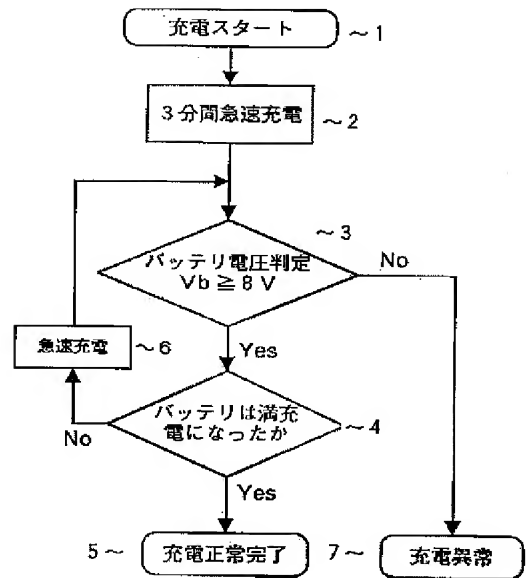 充電スタート
～1
3分間急速充電
～2
～3
バッテリ電圧判定
Vb≧8V
No
急速充電
～6
Yes
バッテリは満充
電になったか
～4
No
Yes
5～
充電正常完了
7～
充電異常